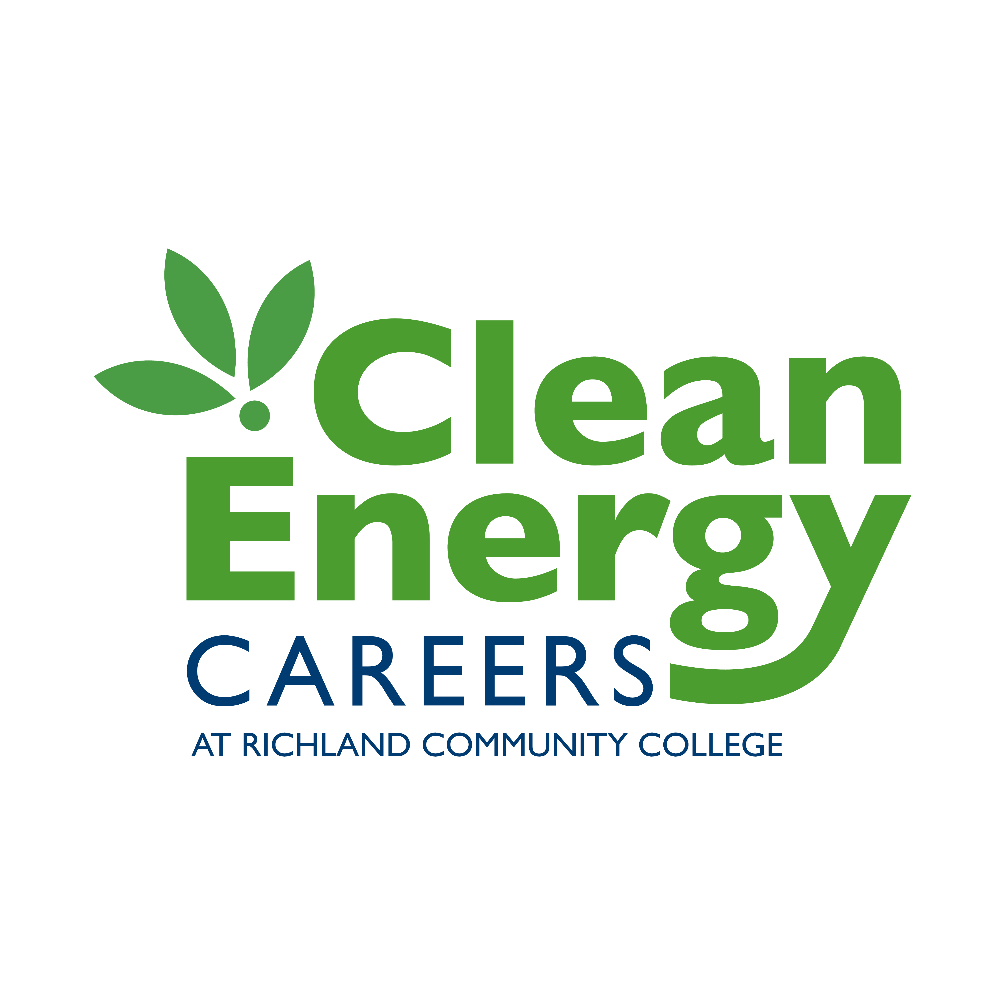 Clean
Energy
CAREERS
AT RICHLAND COMMUNITY COLLEGE